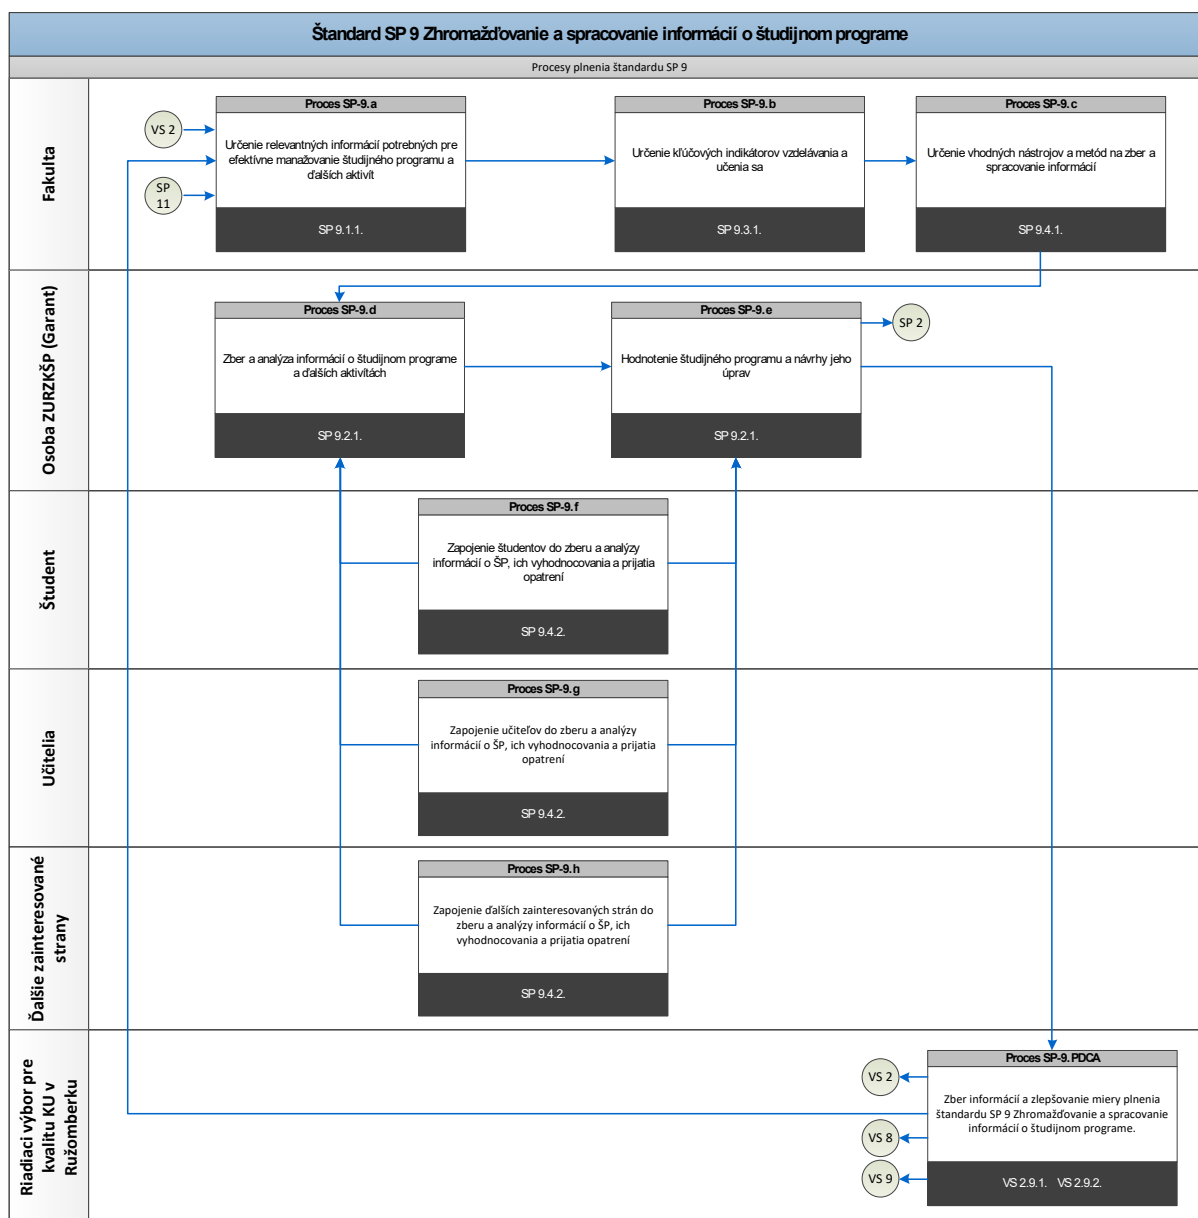 Štandard SP 9 Zhromažďovanie a spracovanie informácií o študijnom programe
Procesy plnenia štandardu SP 9
Fakulta
VS 2
SP
11
Proces SP-9.a
Určenie relevantných informácií potrebných pre
efektívne manažovanie študijného programu a
ďalších aktivít
SP 9.1.1.
Proces SP-9.b
Určenie kľúčových indikátorov vzdelávania a
učenia sa
SP 9.3.1.
Proces SP-9.c
Určenie vhodných nástrojov a metód na zber a
spracovanie informácií
SP 9.4.1.
Osoba ZURZKŠP (Garant)
Proces SP-9.d
Zber a analýza informácií o študijnom programe
a ďalších aktivítách
SP 9.2.1.
Proces SP-9.e
Hodnotenie študijného programu a návrhy jeho
úprav
SP 9.2.1.
SP 2
Študent
Proces SP-9.f
Zapojenie študentov do zberu a analýzy
informácií o ŠP, ich vyhodnocovania a prijatia
opatrení
SP 9.4.2.
Učitelia
Proces SP-9.g
Zapojenie učiteľov do zberu a analýzy
informácií o ŠP, ich vyhodnocovania a prijatia
opatrení
SP 9.4.2.
Ďalšie zainteresované
strany
Proces SP-9.h
Zapojenie ďalších zainteresovaných strán do
zberu a analýzy informácií o ŠP, ich
vyhodnocovania a prijatia opatrení
SP 9.4.2.
Riadiaci výbor pre
kvalitu KU v
Ružomberku
VS 2
VS 8
VS 9
Proces SP-9.PDCA
Zber informácií a zlepšovanie miery plnenia
štandardu SP 9 Zhromažďovanie a spracovanie
informácií o študijnom programe.
VS 2.9.1. VS 2.9.2.